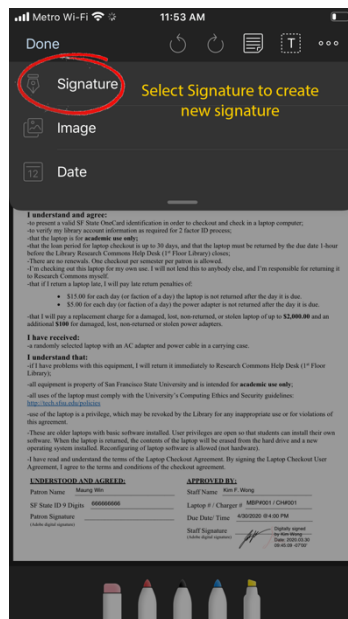 Metro Wi-Fi 11:53 AM
Done
T
Signature
Select Signature to create
new signature
Image
12 Date
I understand and agree:
-to present a valid SF State OneCard identification in order to checkout and check in a laptop computer;
-to verify my library account information as required for 2 factor ID process;
-that the laptop is for academic use only;
-that the loan period for laptop checkout is up to 30 days, and that the laptop must be returned by the due date 1-hour
before the Library Research Commons Help Desk (1st Floor Library) closes;
-There are no renewals. One checkout per semester per patron is allowed.
-I'm checking out this laptop for my own use. I will not lend this to anybody else, and I'm responsible for returning it
to Research Commons myself.
-that if I return a laptop late, I will pay late return penalties of:
• $15.00 for each day (or faction of a day) the laptop is not returned after the day it is due.
• $5.00 for each day (or faction of a day) the power adapter is not returned after the day it is due.
-that I will pay a replacement charge for a damaged, lost, non-returned, or stolen laptop of up to $2,000.00 and an
additional $100 for damaged, lost, non-returned or stolen power adapters.
I have received:
-a randomly selected laptop with an AC adapter and power cable in a carrying case.
I understand that:
-if I have problems with this equipment, I will return it immediately to Research Commons Help Desk (1st Floor
Library);
-all equipment is property of San Francisco State University and is intended for academic use only;
-all uses of the laptop must comply with the University's Computing Ethics and Security guidelines:
http://tech.sfsu.edu/policies
-use of the laptop is a privilege, which may be revoked by the Library for any inappropriate use or for violations of
this agreement.
-These are older laptops with basic software installed. User privileges are open so that students can install their own
software. When the laptop is returned, the contents of the laptop will be erased from the hard drive and a new
operating system installed. Reconfiguring of laptop software is allowed (not hardware).
-I have read and understand the terms of the Laptop Checkout Agreement. By signing the Laptop Checkout User
Agreement, I agree to the terms and conditions of the checkout agreement.
UNDERSTOOD AND AGREED: APPROVED BY:
Patron Name Maung Win Staff Name Kim F. Wong
SF State ID 9 Digits 666666666 Laptop # / Charger # MBP#001 / CH#001
Patron Signature Due Date/ Time 4/30/2020 @4:00 PM
(Adobe digital signature)
Staff Signature Digitally signed
(Adobe digital signature) by Kim Wong
Date: 2020.03.30